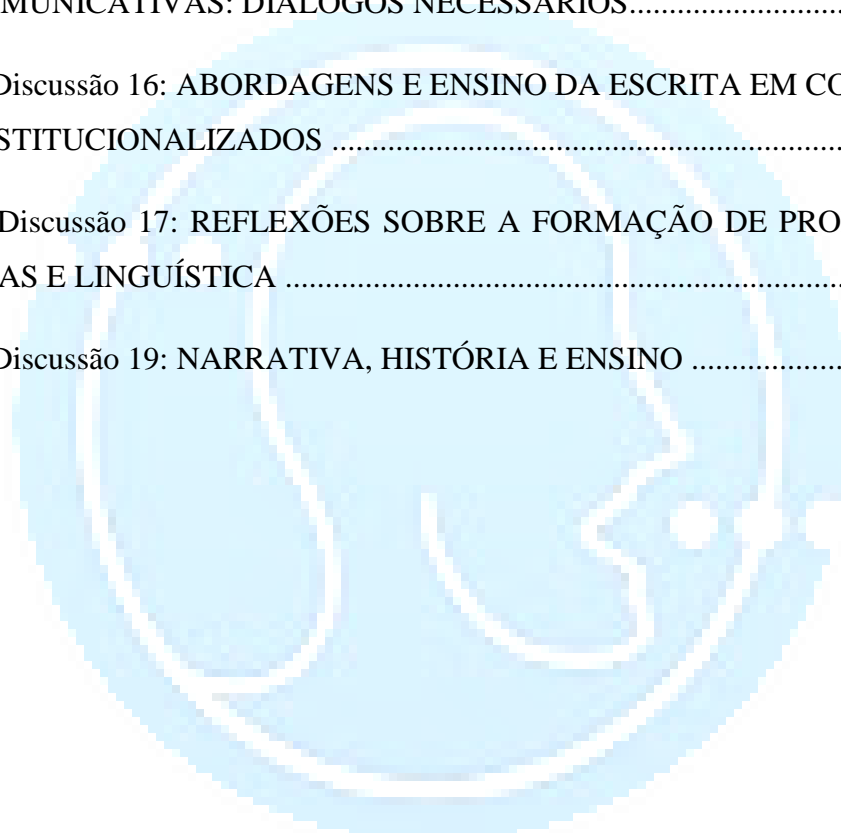 MUNICATIVAS: DIÁLOGOS NECESSÁRIOS..............................
Discussão 16: ABORDAGENS E ENSINO DA ESCRITA EM CO
STITUCIONALIZADOS ......................................................................
Discussão 17: REFLEXÕES SOBRE A FORMAÇÃO DE PRO
AS E LINGUÍSTICA ............................................................................
Discussão 19: NARRATIVA, HISTÓRIA E ENSINO .....................